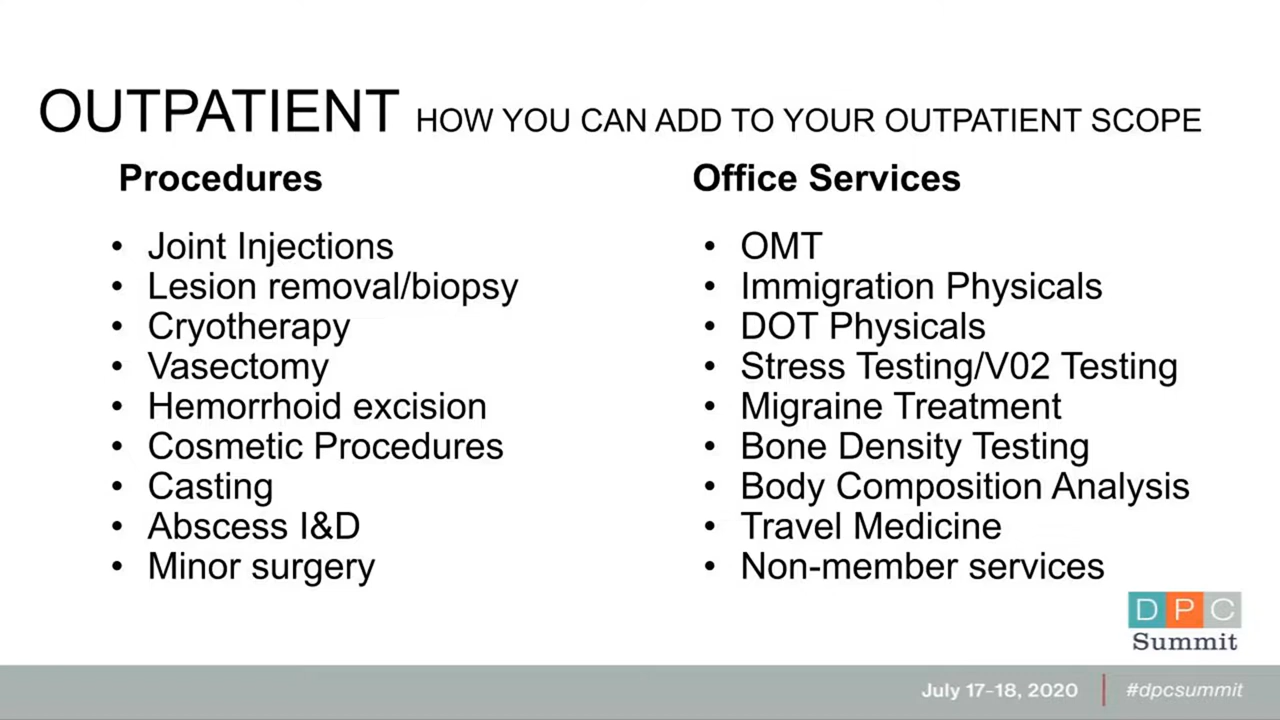 OUTPATIENT HOW YOU CAN ADD TO YOUR OUTPATIENT SCOPE
Procedures
• Joint Injections
• Lesion removal/biopsy
• Cryotherapy
• Vasectomy
• Hemorrhoid excision
• Cosmetic Procedures
• Casting
• Abscess I&D
• Minor surgery
Office Services
• OMT
• Immigration Physicals
• DOT Physicals
• Stress Testing/V02 Testing
• Migraine Treatment
• Bone Density Testing
• Body Composition Analysis
• Travel Medicine
• Non-member services
DPC
Summit
July 17-18, 2020 #dpcsummit